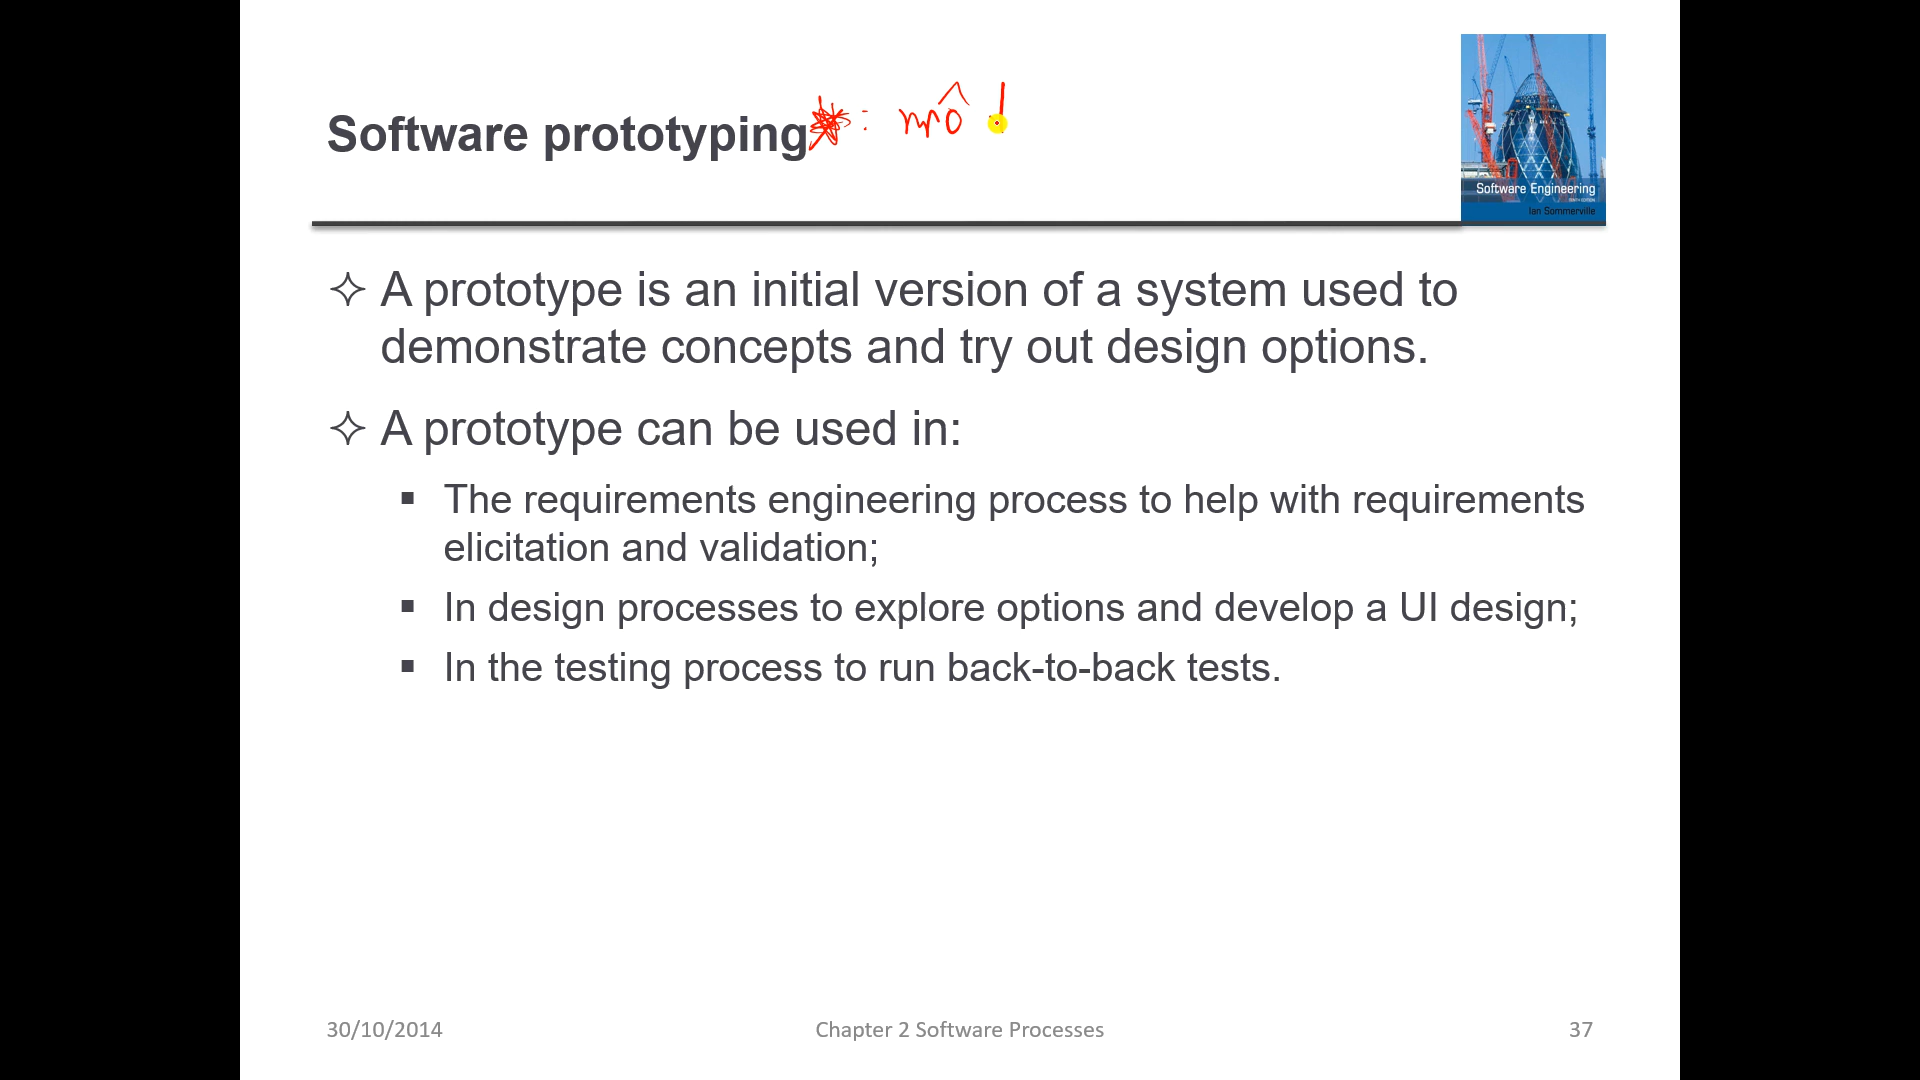 Software prototyping : mô
Software Engineering
Ian Sommerville
✧ A prototype is an initial version of a system used to
demonstrate concepts and try out design options.
✧ A prototype can be used in:
▪ The requirements engineering process to help with requirements
elicitation and validation;
▪ In design processes to explore options and develop a UI design;
▪ In the testing process to run back-to-back tests.
30/10/2014 Chapter 2 Software Processes 37